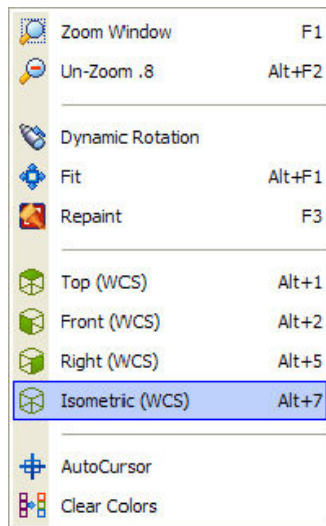 Zoom Window F1
Un-Zoom .8 Alt+F2
Dynamic Rotation
Fit Alt+F1
Repaint F3
Top (WCS) Alt+1
Front (WCS) Alt+2
Right (WCS) Alt+5
Isometric (WCS) Alt+7
AutoCursor
Clear Colors